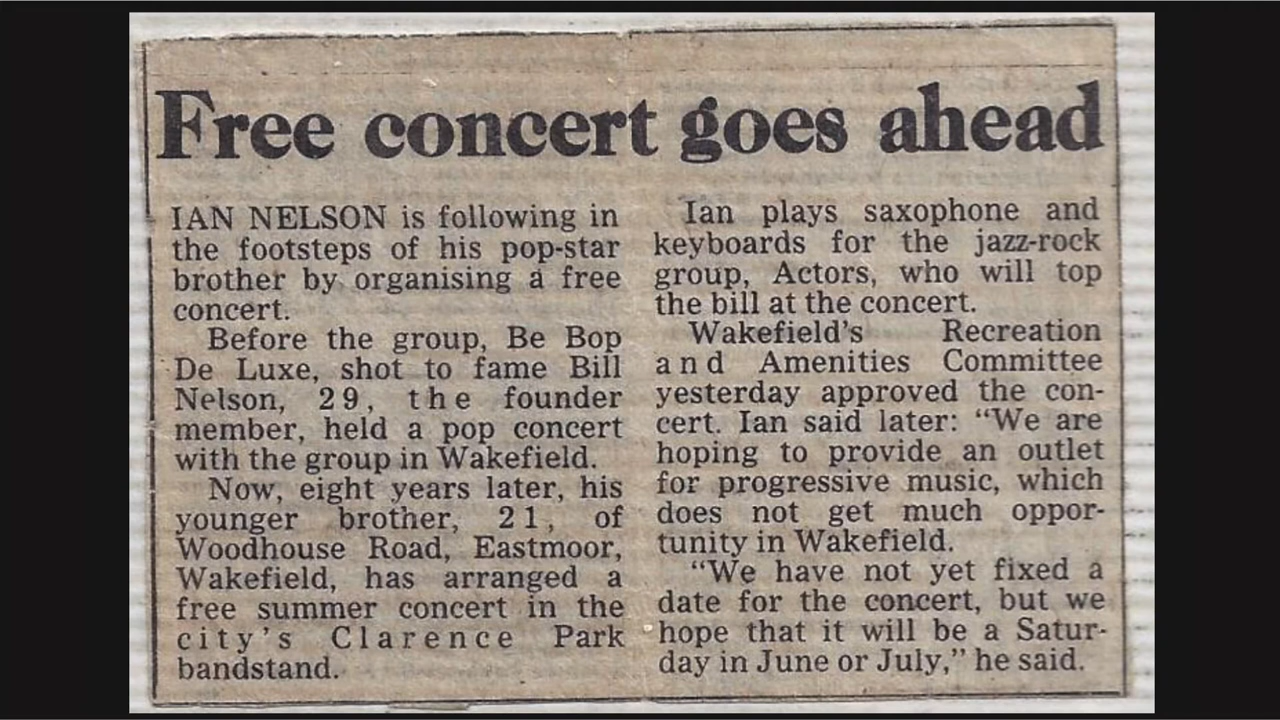 Free concert goes ahead
IAN NELSON is following in
the footsteps of his pop-star
brother by organising a free
concert.
Before the group, Be Bop
De Luxe, shot to fame Bill
Nelson, 29, the founder
member, held a pop concert
with the group in Wakefield.
Now, eight years later, his
younger brother, 21, of
Woodhouse Road, Eastmoor,
Wakefield, has arranged a
free summer concert in the
city's Clarence Park
bandstand.
Ian plays saxophone and
keyboards for the jazz-rock
group, Actors, who will top
the bill at the concert.
Wakefield's Recreation
and Amenities Committee
yesterday approved the con-
cert. Ian said later: "We are
hoping to provide an outlet
for progressive music, which
does not get much oppor-
tunity in Wakefield.
"We have not yet fixed a
date for the concert, but we
hope that it will be a Satur-
day in June or July," he said.